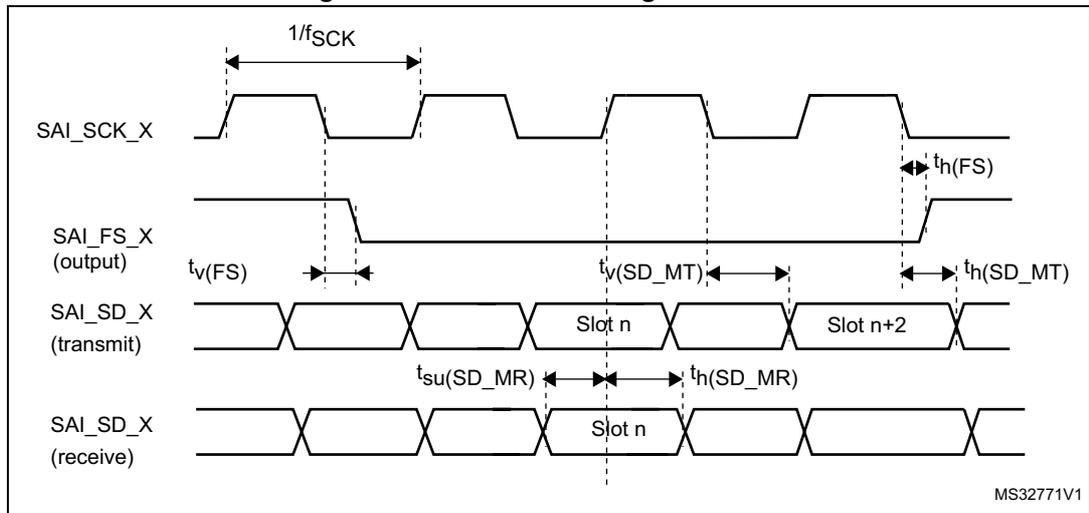 1/fSCK
SAI_SCK_X
th(FS)
SAI_FS_X
(output)
tv(FS)
tv(SD_MT)
th(SD_MT)
SAI_SD_X
(transmit)
Slot n
Slot n+2
tsu(SD_MR)
th(SD_MR)
SAI_SD_X
(receive)
Slot n
MS32771V1